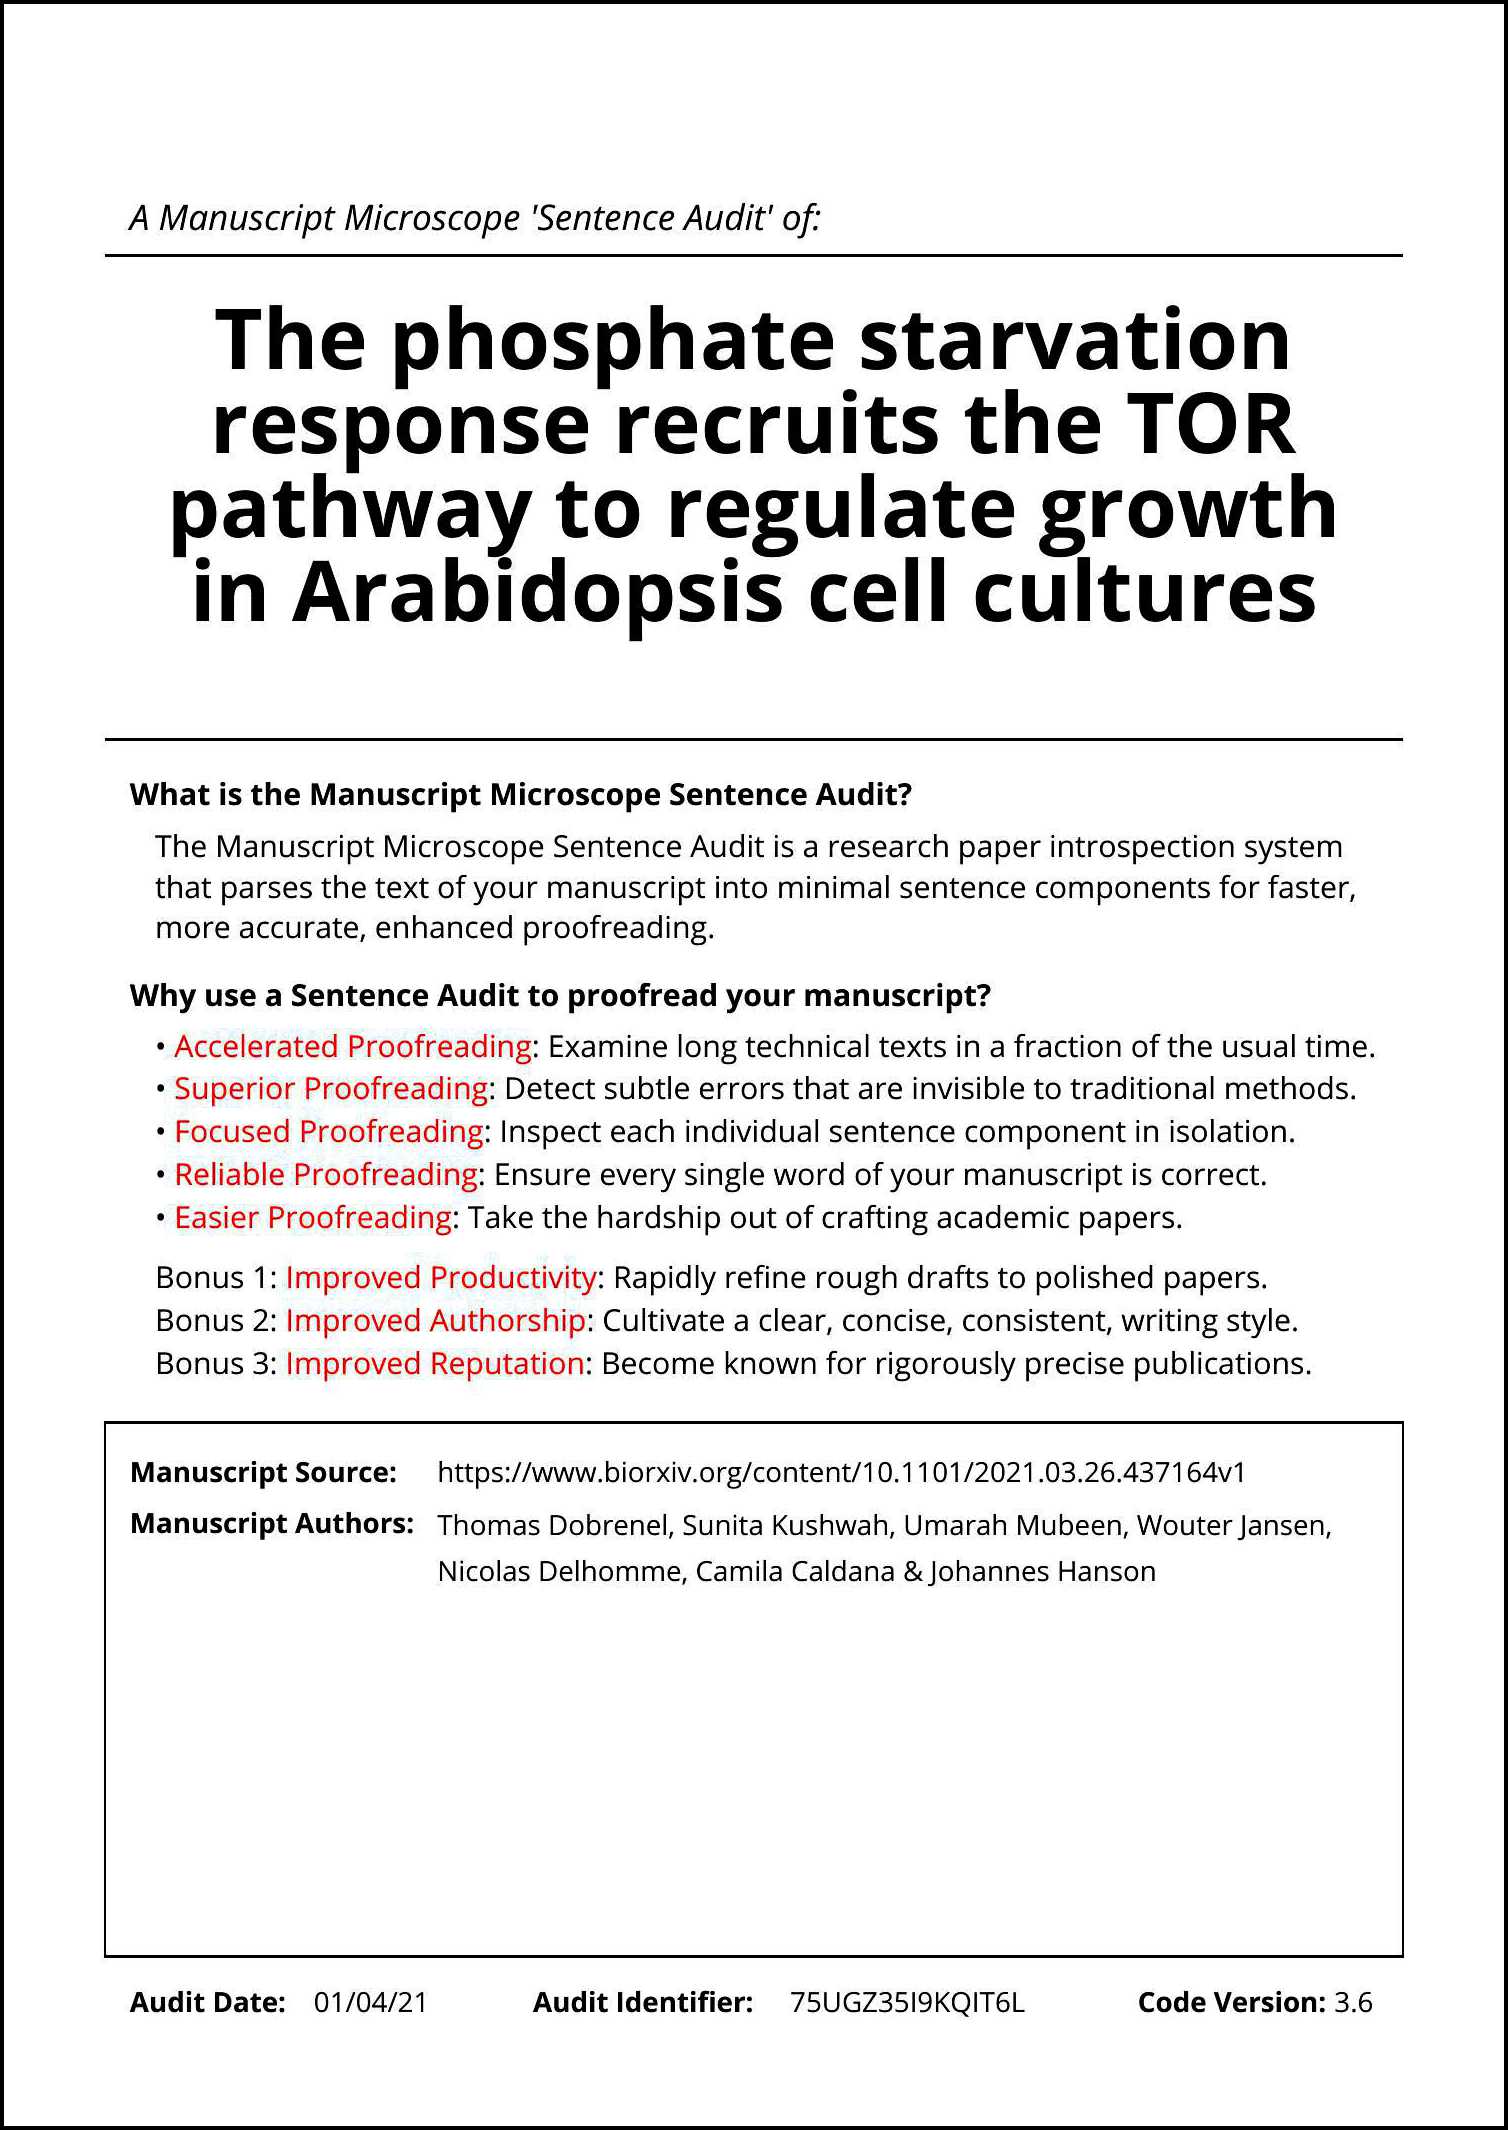 A Manuscript Microscope 'Sentence Audit' of:
The phosphate starvation
response recruits the TOR
pathway to regulate growth
in Arabidopsis cell cultures
What is the Manuscript Microscope Sentence Audit?
The Manuscript Microscope Sentence Audit is a research paper introspection system
that parses the text of your manuscript into minimal sentence components for faster,
more accurate, enhanced proofreading.
Why use a Sentence Audit to proofread your manuscript?
• Accelerated Proofreading: Examine long technical texts in a fraction of the usual time.
• Superior Proofreading: Detect subtle errors that are invisible to traditional methods.
• Focused Proofreading: Inspect each individual sentence component in isolation.
• Reliable Proofreading: Ensure every single word of your manuscript is correct.
• Easier Proofreading: Take the hardship out of crafting academic papers.
Bonus 1: Improved Productivity: Rapidly refine rough drafts to polished papers.
Bonus 2: Improved Authorship: Cultivate a clear, concise, consistent, writing style.
Bonus 3: Improved Reputation: Become known for rigorously precise publications.
Manuscript Source: https://www.biorxiv.org/content/10.1101/2021.03.26.437164v1
Manuscript Authors: Thomas Dobrenel, Sunita Kushwah, Umarah Mubeen, Wouter Jansen,
Nicolas Delhomme, Camila Caldana & Johannes Hanson
Audit Date: 01/04/21 Audit Identifier: 75UGZ35I9KQIT6L Code Version: 3.6